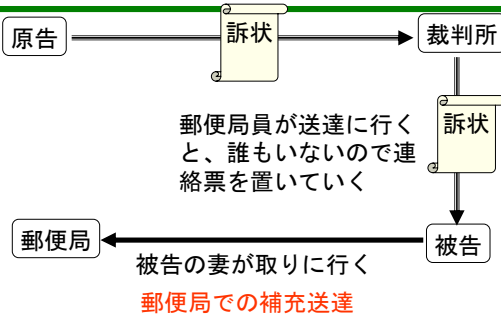 原告
訴状
裁判所
郵便局員が送達に行く
と、誰もいないので連
絡票を置いていく
訴状
郵便局
被告
被告の妻が取りに行く
郵便局での補充送達